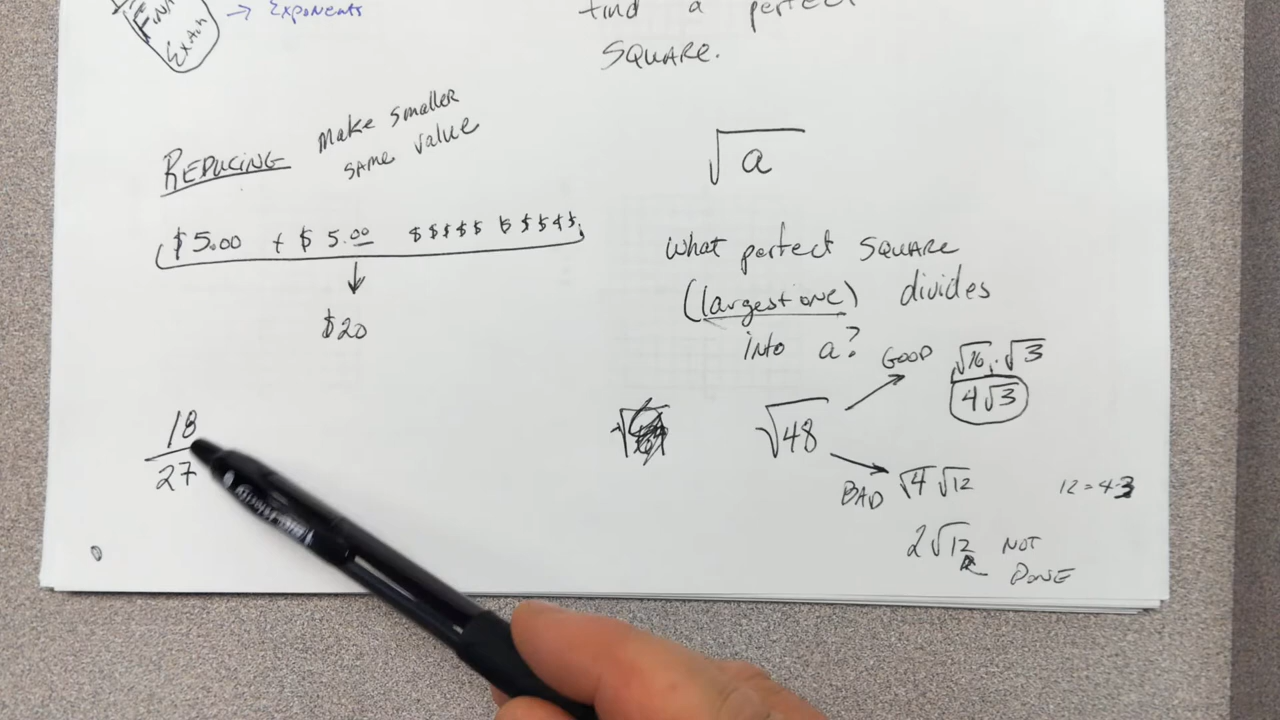 Exam
→ Exponents
find a perfect
SQUARE.
REDUCING
make smaller
same value
$5.00 + $5.00 $$$$$ $$$$$
$20
18
27
√a
What perfect SQUARE
(largest one) divides
into a?
GOOD √16·√3
4√3
√48
BAD √4 √12
12=4·3
2√12 NOT
DONE